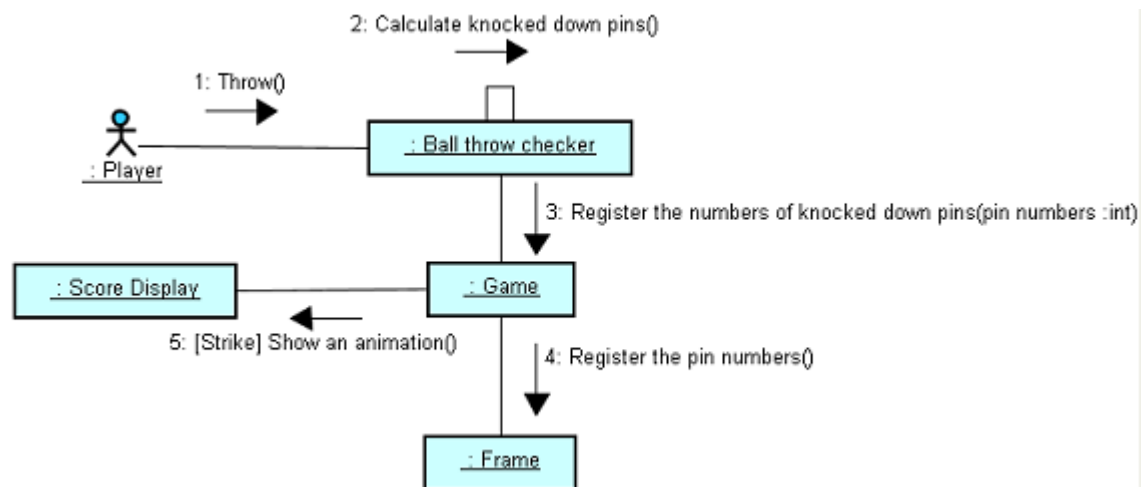 2: Calculate knocked down pins()
1: Throw()
: Ball throw checker
: Player
3: Register the numbers of knocked down pins(pin numbers :int)
: Score Display
: Game
5: [Strike] Show an animation()
4: Register the pin numbers()
: Frame